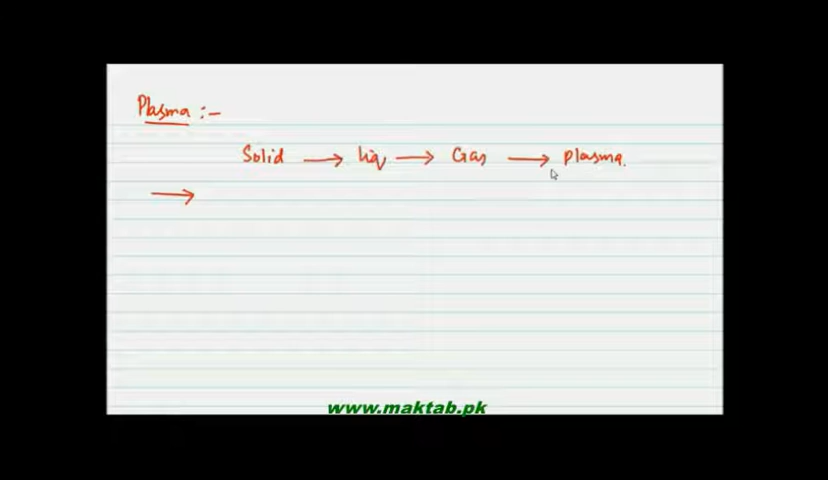 Plasma :-
Solid → liq → Gas → plasma.
→
www.maktab.pk